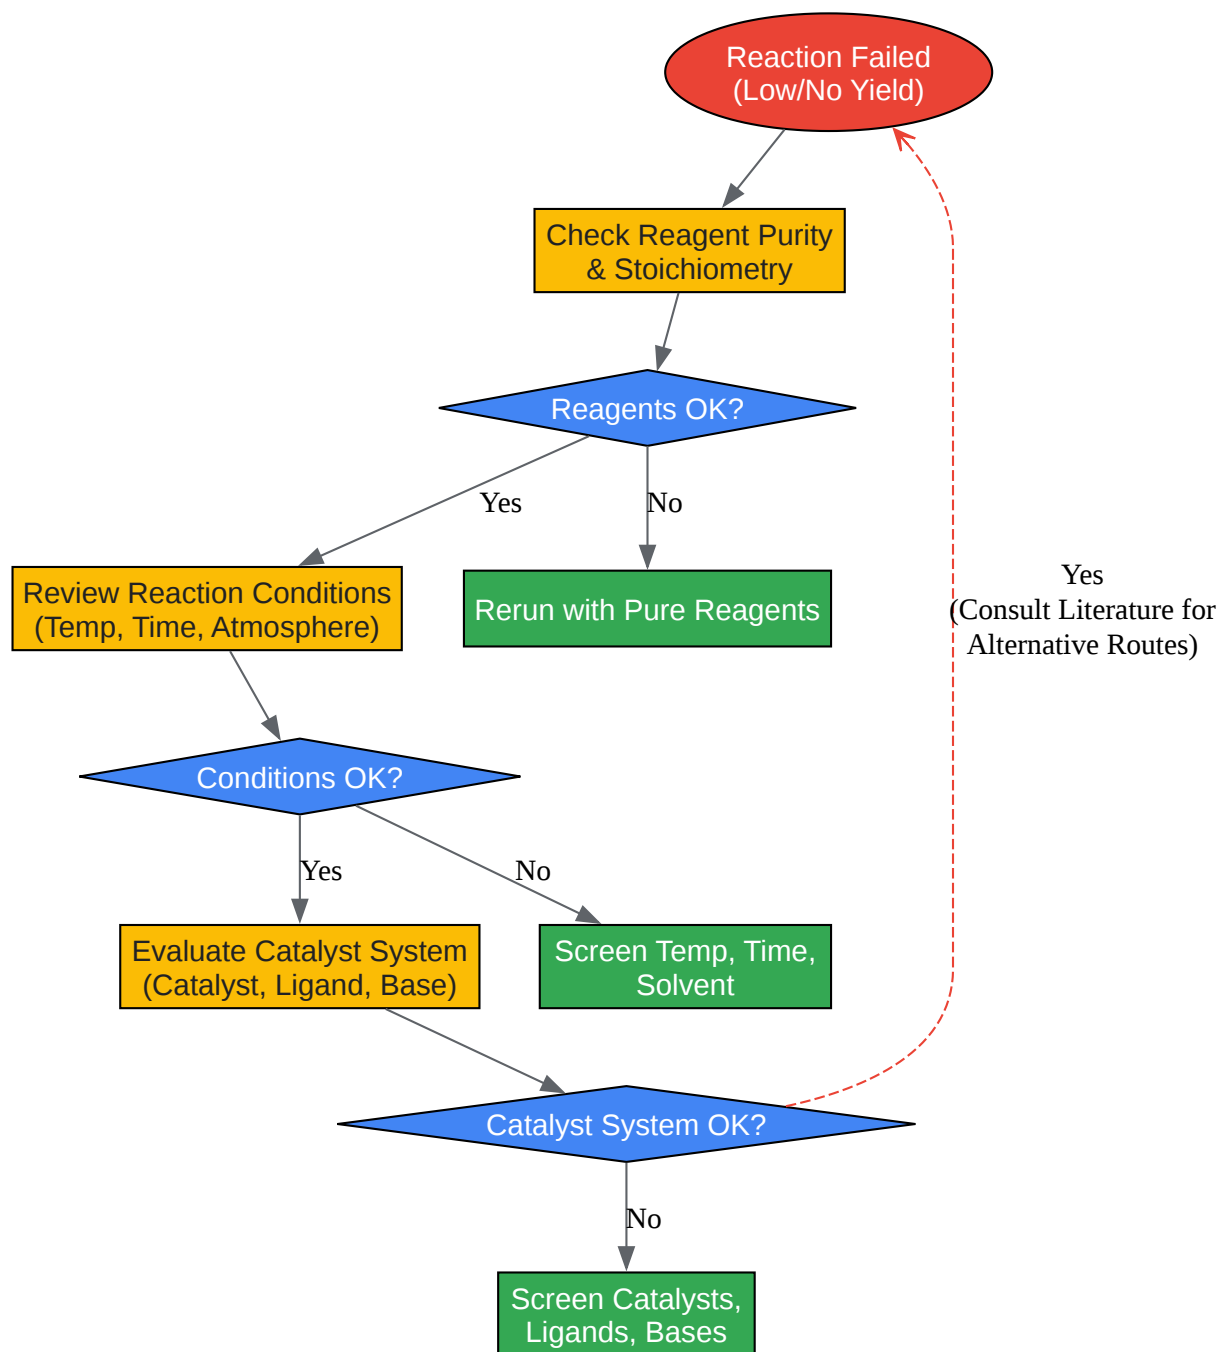 Reaction Failed
(Low/No Yield)
Check Reagent Purity
& Stoichiometry
Reagents OK?
Yes
No
Review Reaction Conditions
(Temp, Time, Atmosphere)
Rerun with Pure Reagents
Yes
(Consult Literature for
Alternative Routes)
Conditions OK?
Yes
No
Evaluate Catalyst System
(Catalyst, Ligand, Base)
Screen Temp, Time,
Solvent
Catalyst System OK?
No
Screen Catalysts,
Ligands, Bases